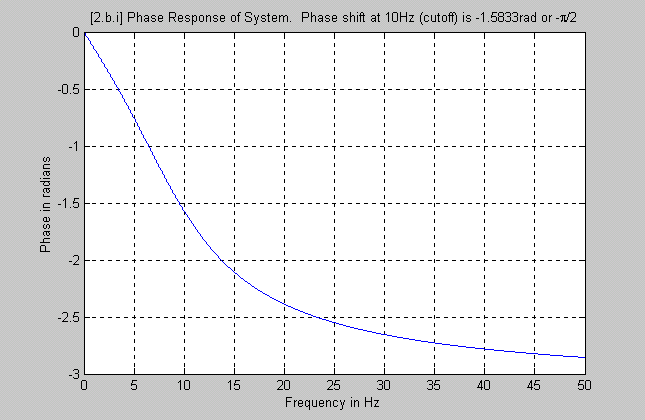 [2.b.i] Phase Response of System. Phase shift at 10Hz (cutoff) is -1.5833rad or -π/2
0
-0.5
-1
-1.5
-2
-2.5
-3
Phase in radians
0 5 10 15 20 25 30 35 40 45 50
Frequency in Hz